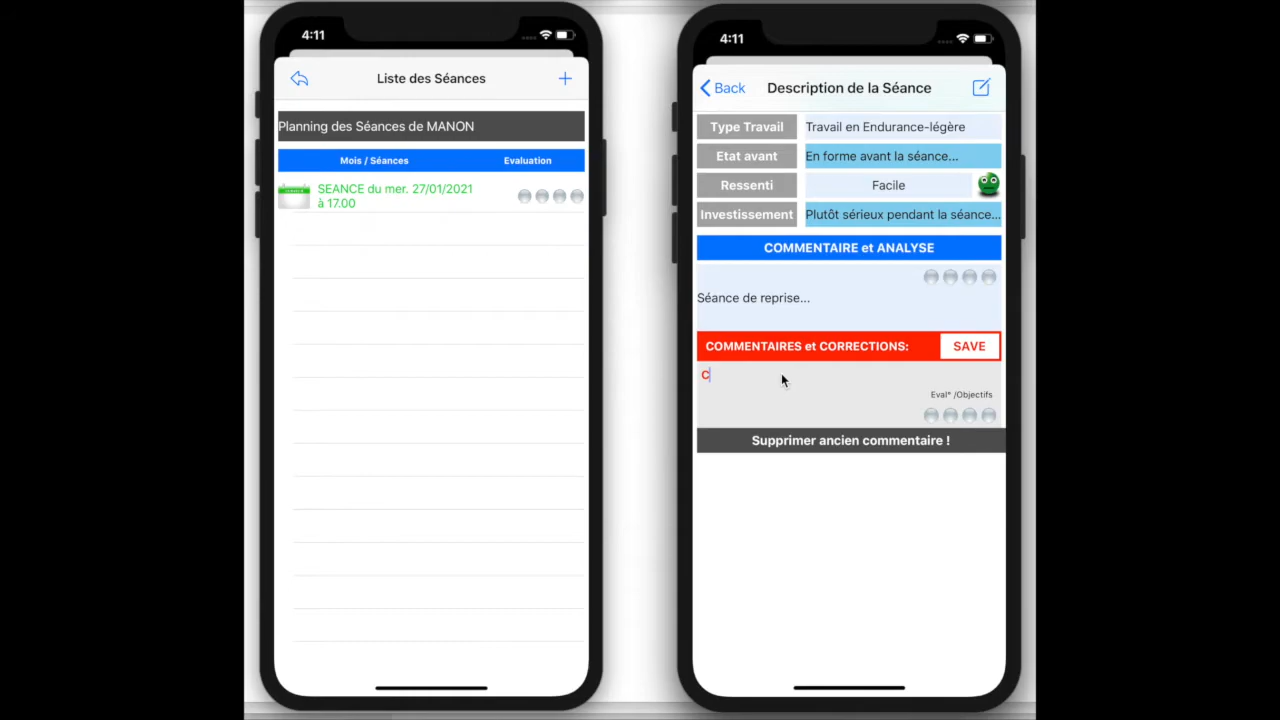 4:11
Liste des Séances
Planning des Séances de MANON
Mois / Séances Evaluation
SEANCE du mer. 27/01/2021
à 17.00
4:11
Back Description de la Séance
Type Travail Travail en Endurance-légère
Etat avant En forme avant la séance...
Ressenti Facile
Investissement Plutôt sérieux pendant la séance...
COMMENTAIRE et ANALYSE
Séance de reprise...
COMMENTAIRES et CORRECTIONS: SAVE
C
Eval° /Objectifs
Supprimer ancien commentaire !